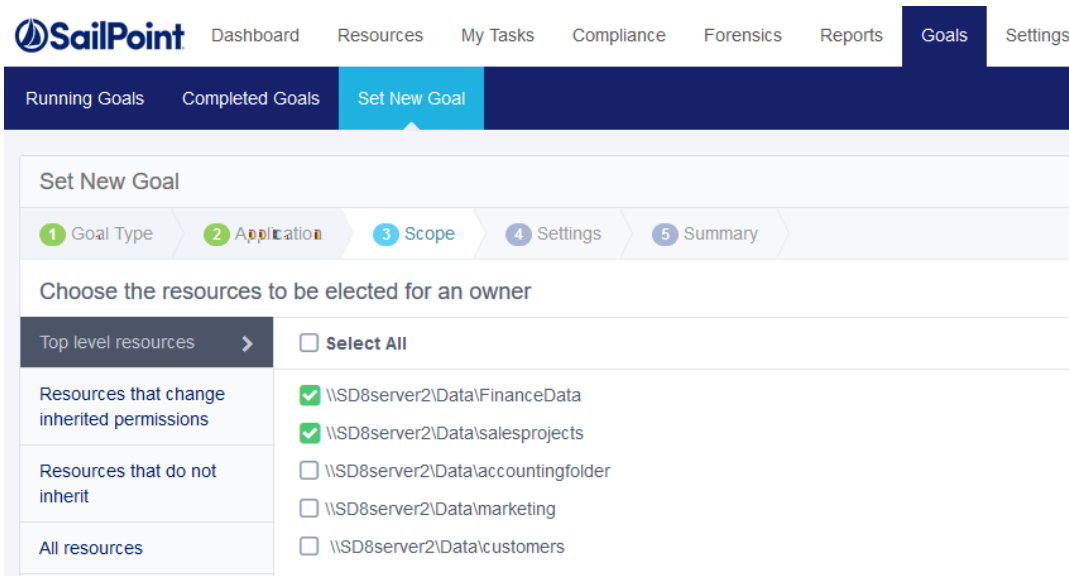 SailPoint Dashboard Resources My Tasks Compliance Forensics Reports Goals Settings
Running Goals Completed Goals Set New Goal
Set New Goal
1 Goal Type 2 Application 3 Scope 4 Settings 5 Summary
Choose the resources to be elected for an owner
Top level resources
Select All
Resources that change
inherited permissions
Resources that do not
inherit
All resources
\\SD8server2\Data\FinanceData
\\SD8server2\Data\salesprojects
\\SD8server2\Data\accountingfolder
\\SD8server2\Data\marketing
\\SD8server2\Data\customers